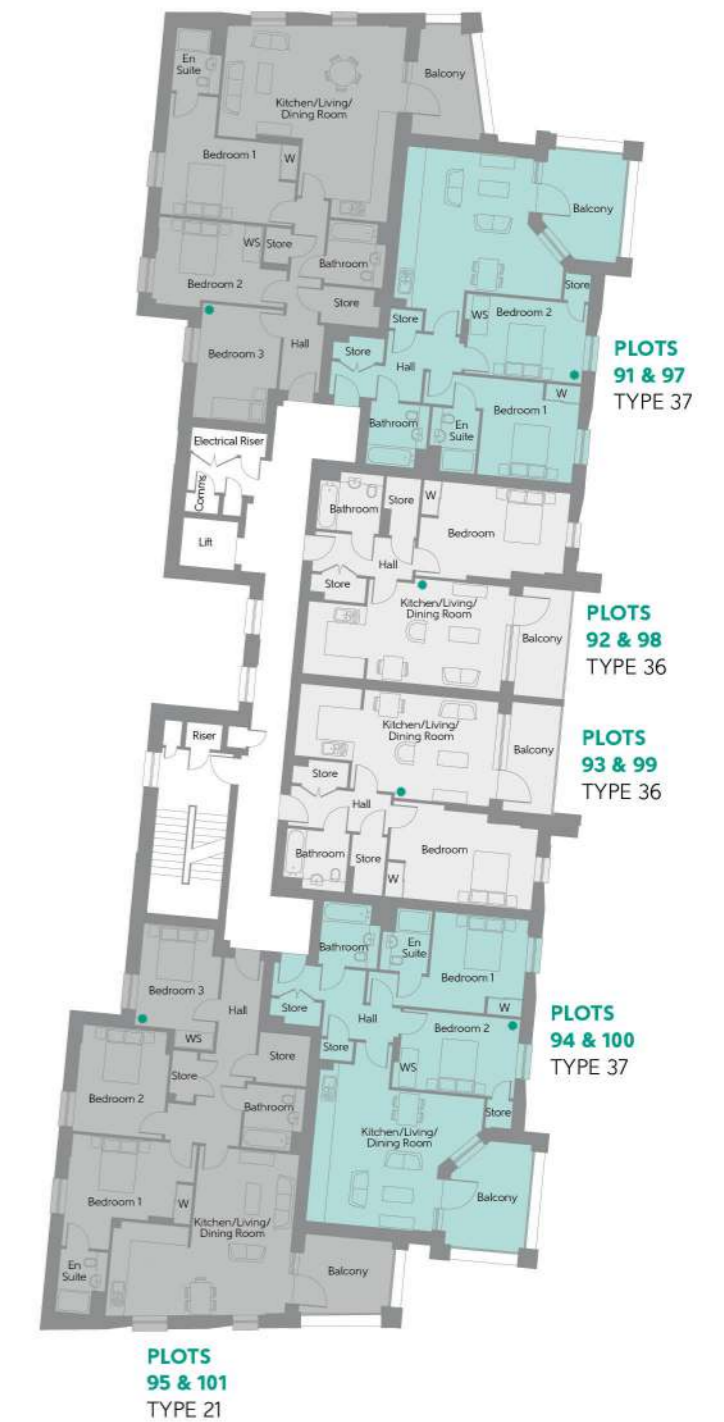 En
Suite
Kitchen/Living/
Dining Room
Balcony
Bedroom 1
W
WS
Store
Bathroom
Bedroom 2
Store
Bedroom 3
Hall
Balcony
Store
WS
Bedroom 2
Store
Store
Hall
W
Bedroom 1
Bathroom
En
Suite
PLOTS
91 & 97
TYPE 37
Electrical Riser
Comms
Lift
Bathroom
Store
W
Bedroom
Hall
Store
Kitchen/Living/
Dining Room
Balcony
PLOTS
92 & 98
TYPE 36
Kitchen/Living/
Dining Room
Balcony
Store
Hall
Bathroom
Store
W
Bedroom
PLOTS
93 & 99
TYPE 36
Riser
Bathroom
En
Suite
Bedroom 1
W
Store
Hall
Bedroom 2
Store
WS
Store
Kitchen/Living/
Dining Room
Balcony
PLOTS
94 & 100
TYPE 37
Bedroom 3
Hall
WS
Store
Store
Bedroom 2
Bathroom
Bedroom 1
W
Kitchen/Living/
Dining Room
En
Suite
Balcony
PLOTS
95 & 101
TYPE 21